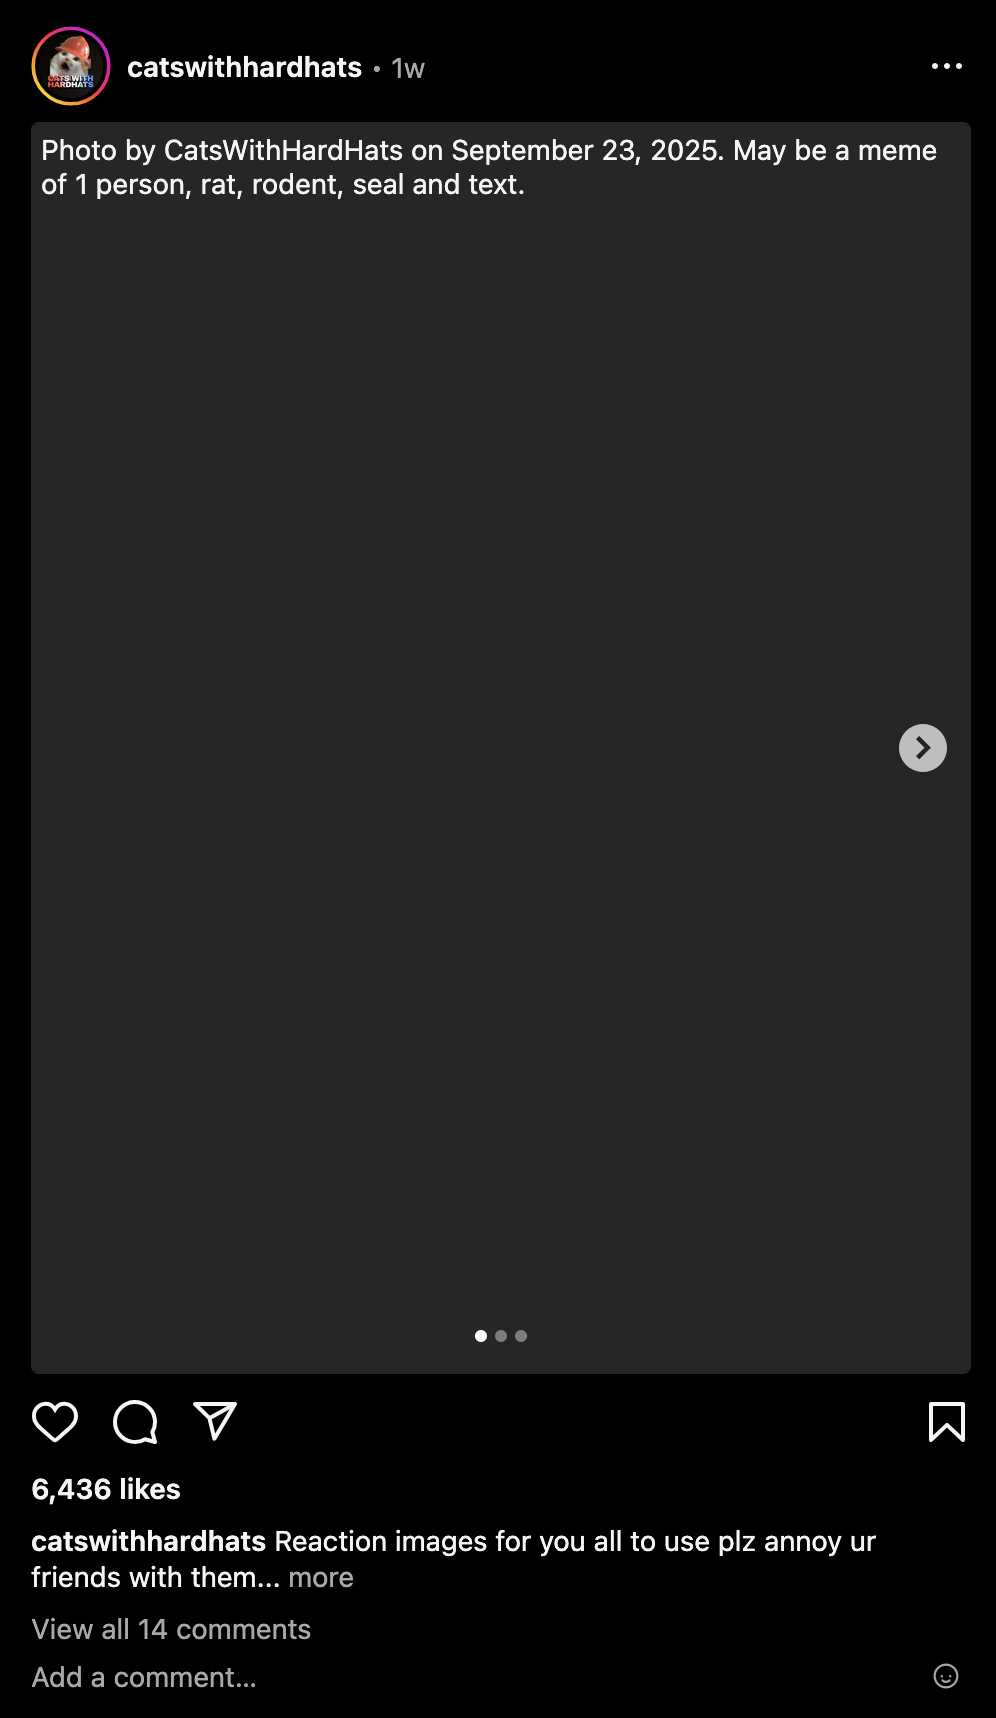 CATS WITH
HARDHATS
catswithhardhats • 1w
Photo by CatsWithHardHats on September 23, 2025. May be a meme
of 1 person, rat, rodent, seal and text.
6,436 likes
catswithhardhats Reaction images for you all to use plz annoy ur
friends with them... more
View all 14 comments
Add a comment...